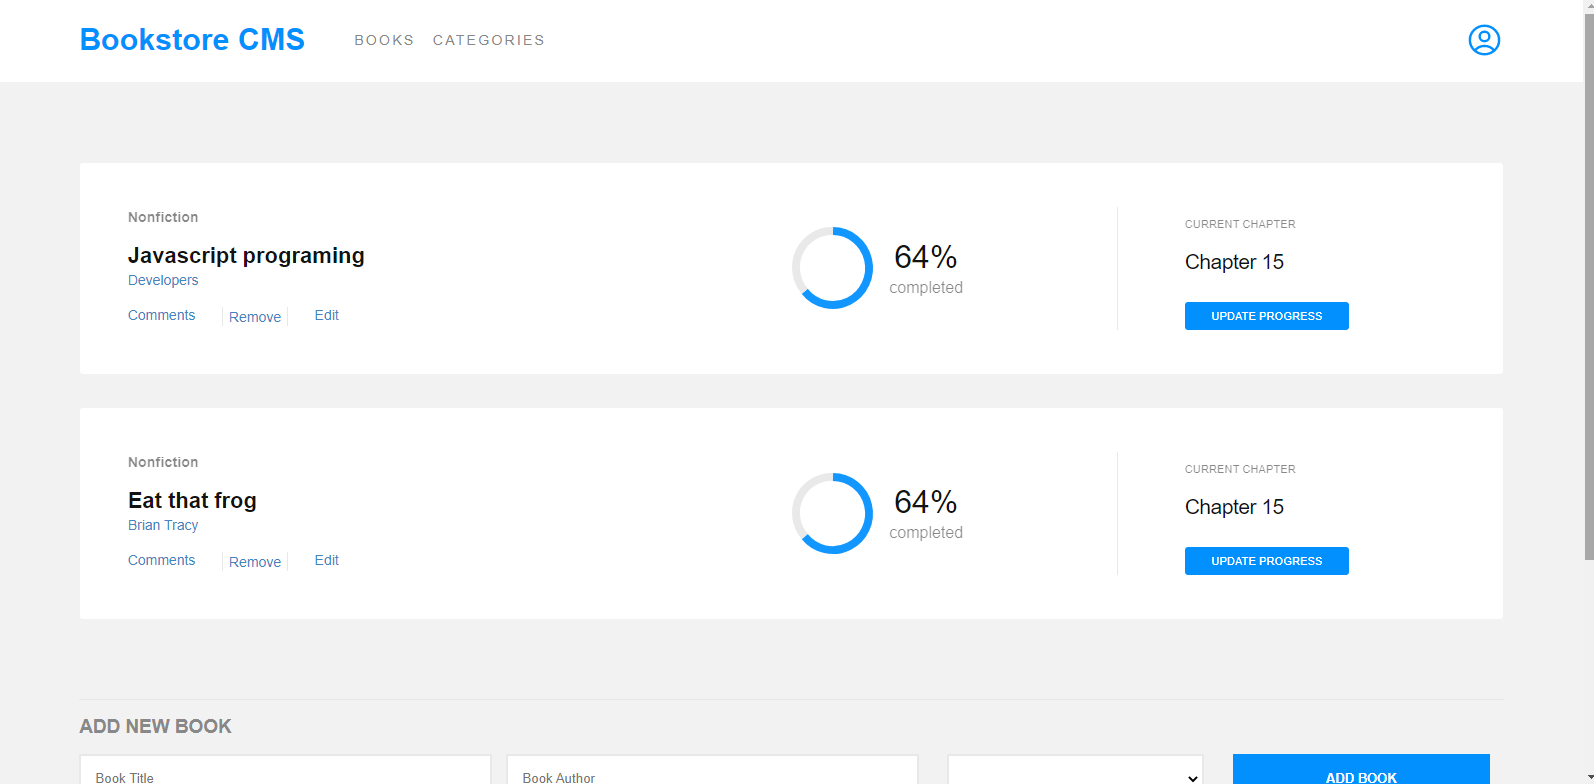 Bookstore CMS
BOOKS CATEGORIES
Nonfiction
Javascript programing
Developers
Comments Remove Edit
64%
completed
CURRENT CHAPTER
Chapter 15
UPDATE PROGRESS
Nonfiction
Eat that frog
Brian Tracy
Comments Remove Edit
64%
completed
CURRENT CHAPTER
Chapter 15
UPDATE PROGRESS
ADD NEW BOOK
Book Title Book Author ADD BOOK